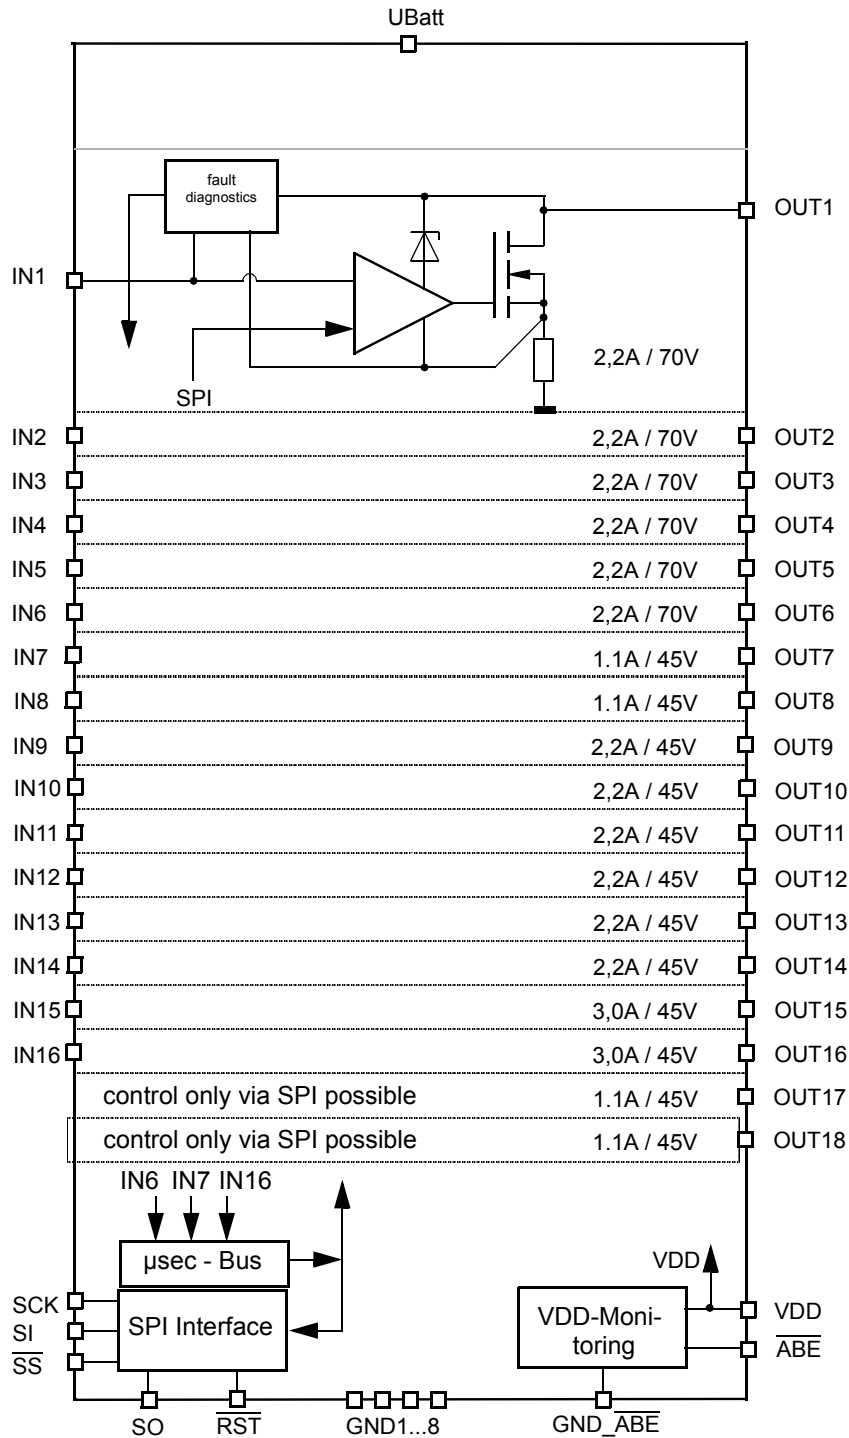 UBatt
fault
diagnostics
OUT1
IN1
2,2A / 70V
SPI
IN2 2,2A / 70V OUT2
IN3 2,2A / 70V OUT3
IN4 2,2A / 70V OUT4
IN5 2,2A / 70V OUT5
IN6 2,2A / 70V OUT6
IN7 1.1A / 45V OUT7
IN8 1.1A / 45V OUT8
IN9 2,2A / 45V OUT9
IN10 2,2A / 45V OUT10
IN11 2,2A / 45V OUT11
IN12 2,2A / 45V OUT12
IN13 2,2A / 45V OUT13
IN14 2,2A / 45V OUT14
IN15 3,0A / 45V OUT15
IN16 3,0A / 45V OUT16
control only via SPI possible 1.1A / 45V OUT17
control only via SPI possible 1.1A / 45V OUT18
IN6 IN7 IN16
µsec - Bus
VDD
SCK
SI
SS
SPI Interface
VDD-Moni-
toring
VDD
ABE
SO RST GND1...8 GND_ABE